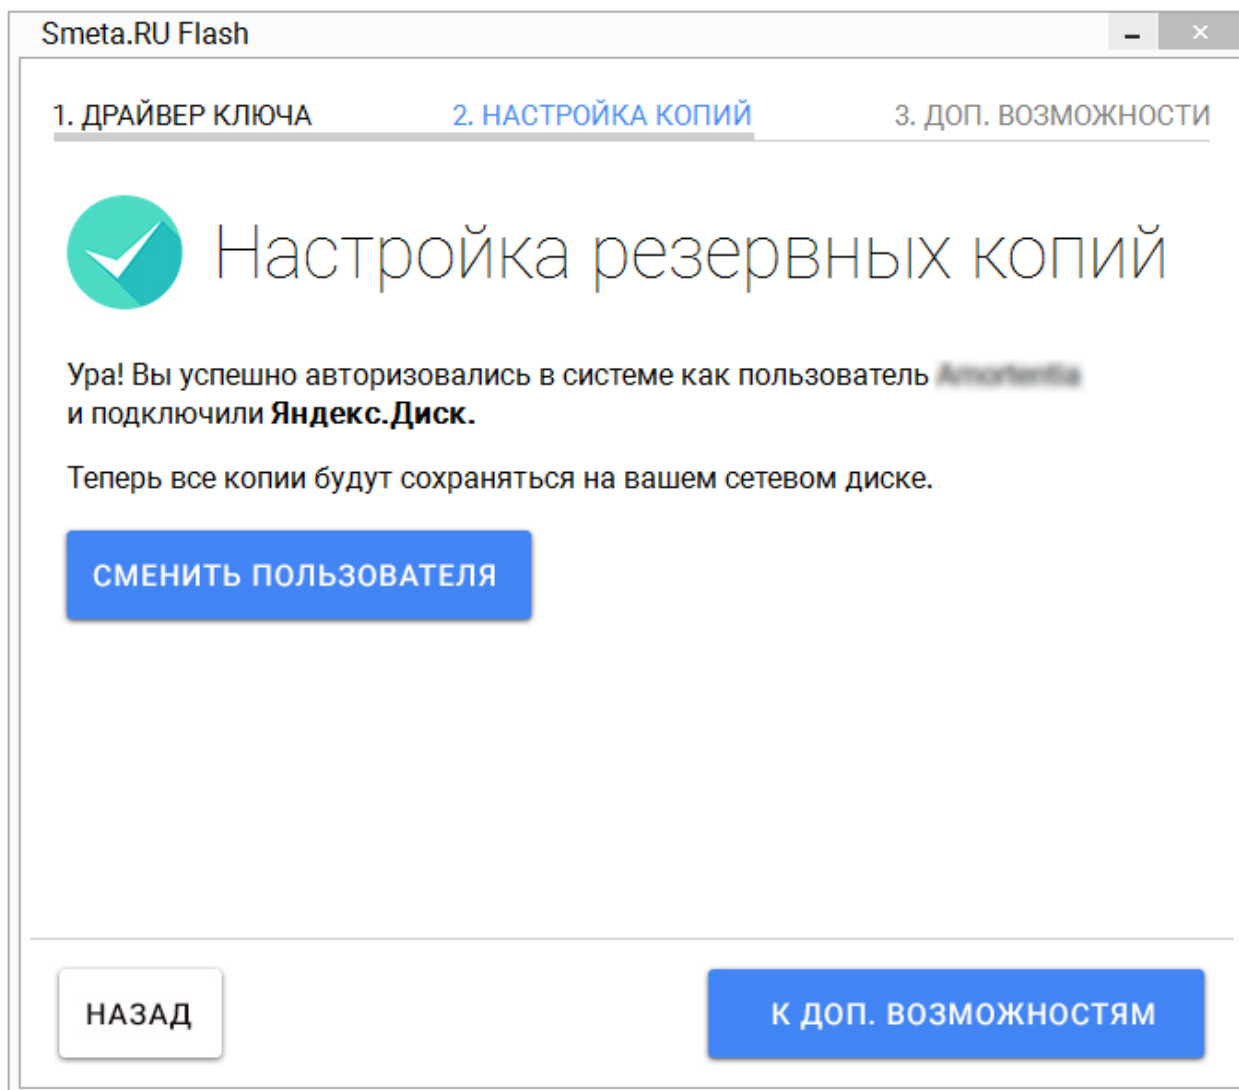 Smeta.RU Flash
1. ДРАЙВЕР КЛЮЧА
2. НАСТРОЙКА КОПИЙ
3. ДОП. ВОЗМОЖНОСТИ
Настройка резервных копий
Ура! Вы успешно авторизовались в системе как пользователь
и подключили Яндекс.Диск.
Теперь все копии будут сохраняться на вашем сетевом диске.
СМЕНИТЬ ПОЛЬЗОВАТЕЛЯ
НАЗАД
К ДОП. ВОЗМОЖНОСТЯМ